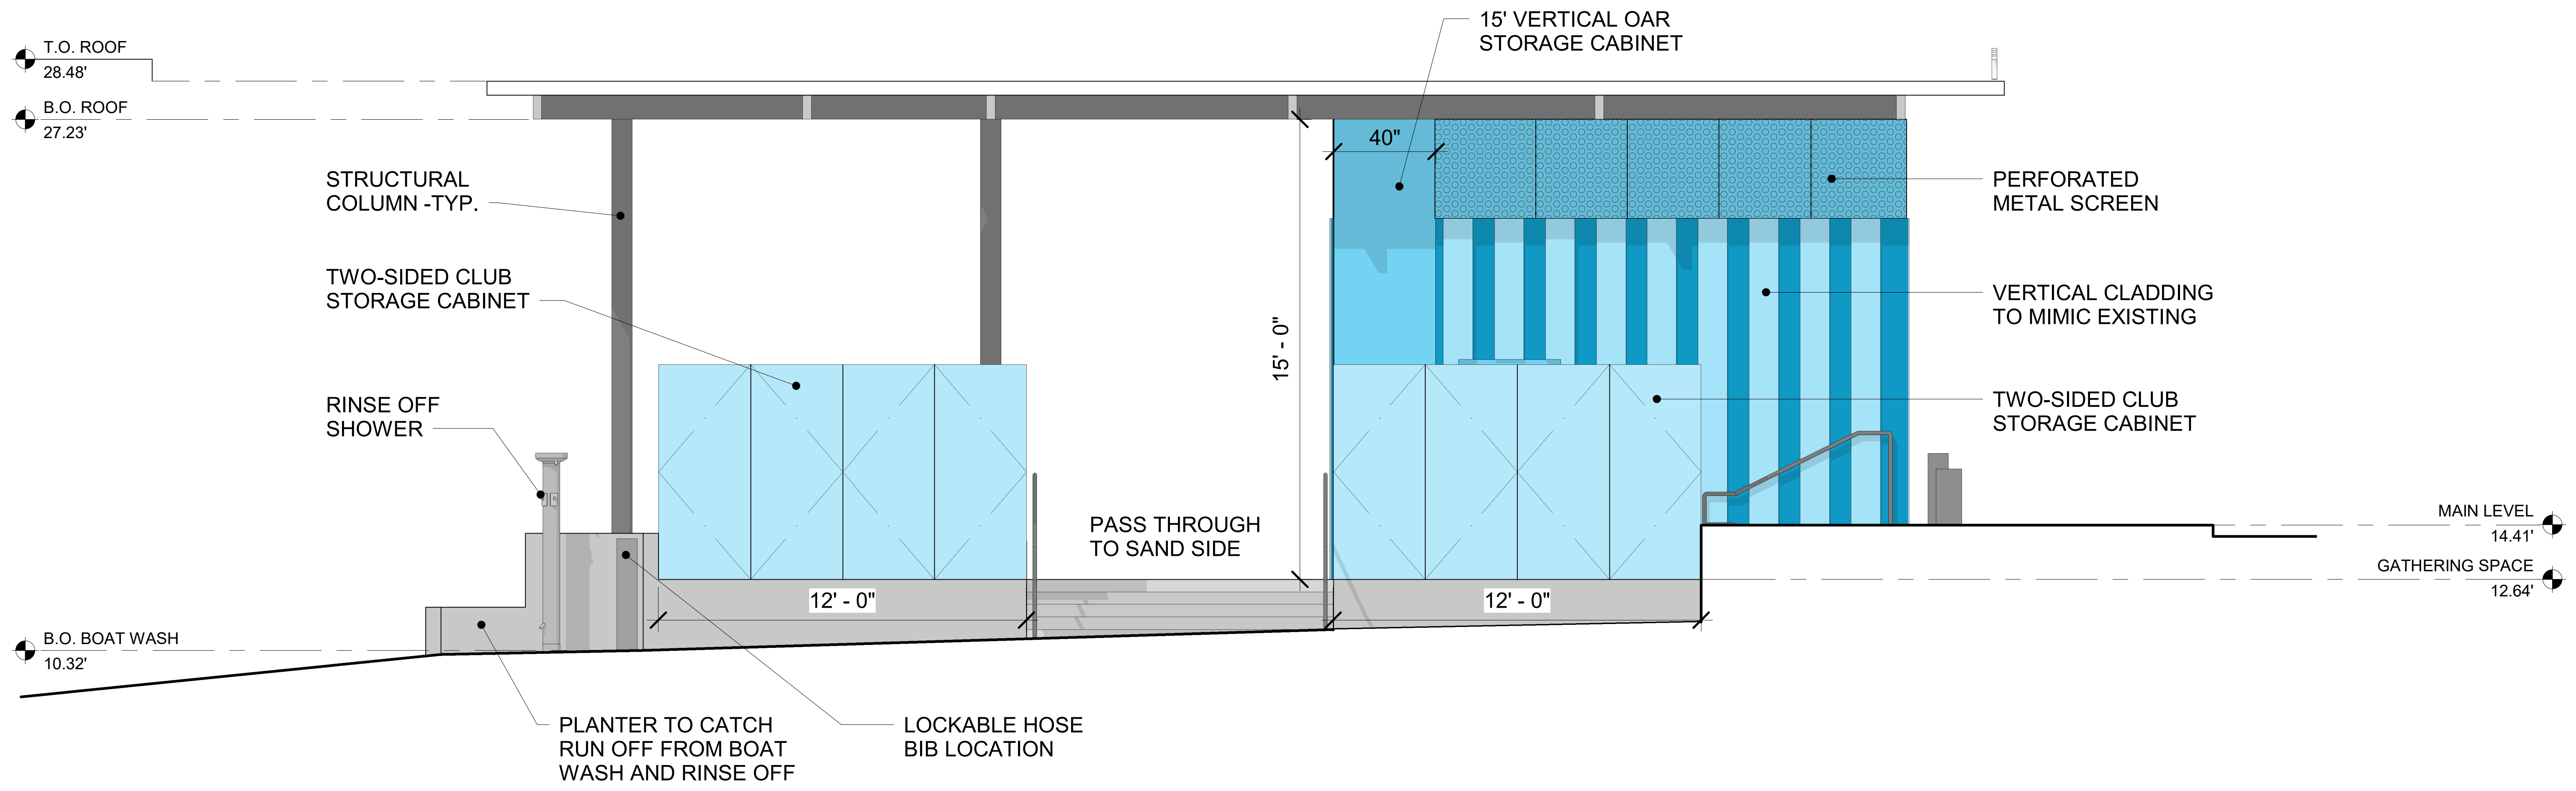 15' VERTICAL OAR
STORAGE CABINET
T.O. ROOF
28.48'
B.O. ROOF
27.23'
40"
STRUCTURAL
COLUMN -TYP.
PERFORATED
METAL SCREEN
TWO-SIDED CLUB
STORAGE CABINET
VERTICAL CLADDING
TO MIMIC EXISTING
15' - 0"
RINSE OFF
SHOWER
TWO-SIDED CLUB
STORAGE CABINET
PASS THROUGH
TO SAND SIDE
MAIN LEVEL
14.41'
GATHERING SPACE
12.64'
12' - 0"
12' - 0"
B.O. BOAT WASH
10.32'
PLANTER TO CATCH
RUN OFF FROM BOAT
WASH AND RINSE OFF
LOCKABLE HOSE
BIB LOCATION